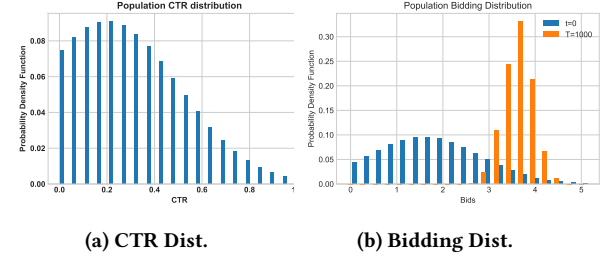 Population CTR distribution
Probability Density Function
0.08
0.06
0.04
0.02
0.00
0.0 0.2 0.4 0.6 0.8 1
CTR
(a) CTR Dist.
Population Bidding Distribution
Probability Density Function
0.30
0.25
0.20
0.15
0.10
0.05
0.00
t=0
T=1000
0 1 2 3 4 5
Bids
(b) Bidding Dist.